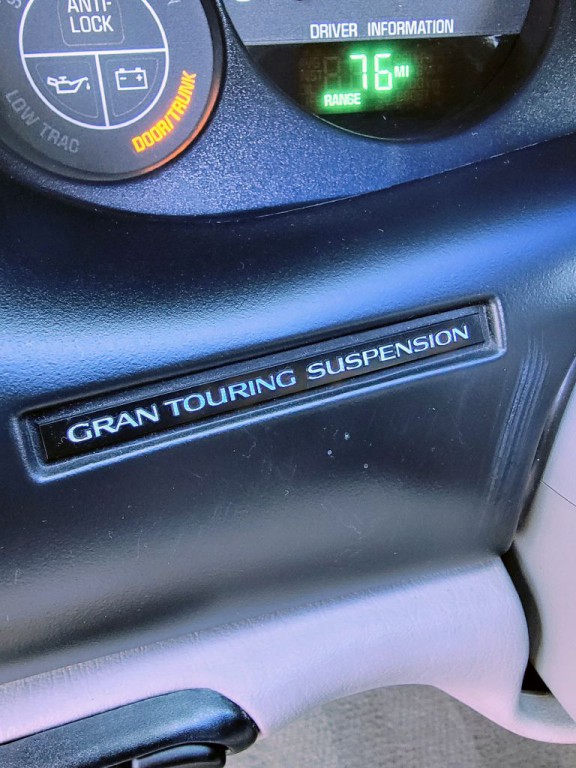 ANTI-
LOCK
LOW TRAC
DOOR/TRUNK
DRIVER INFORMATION
76 MI
RANGE
GRAN TOURING SUSPENSION